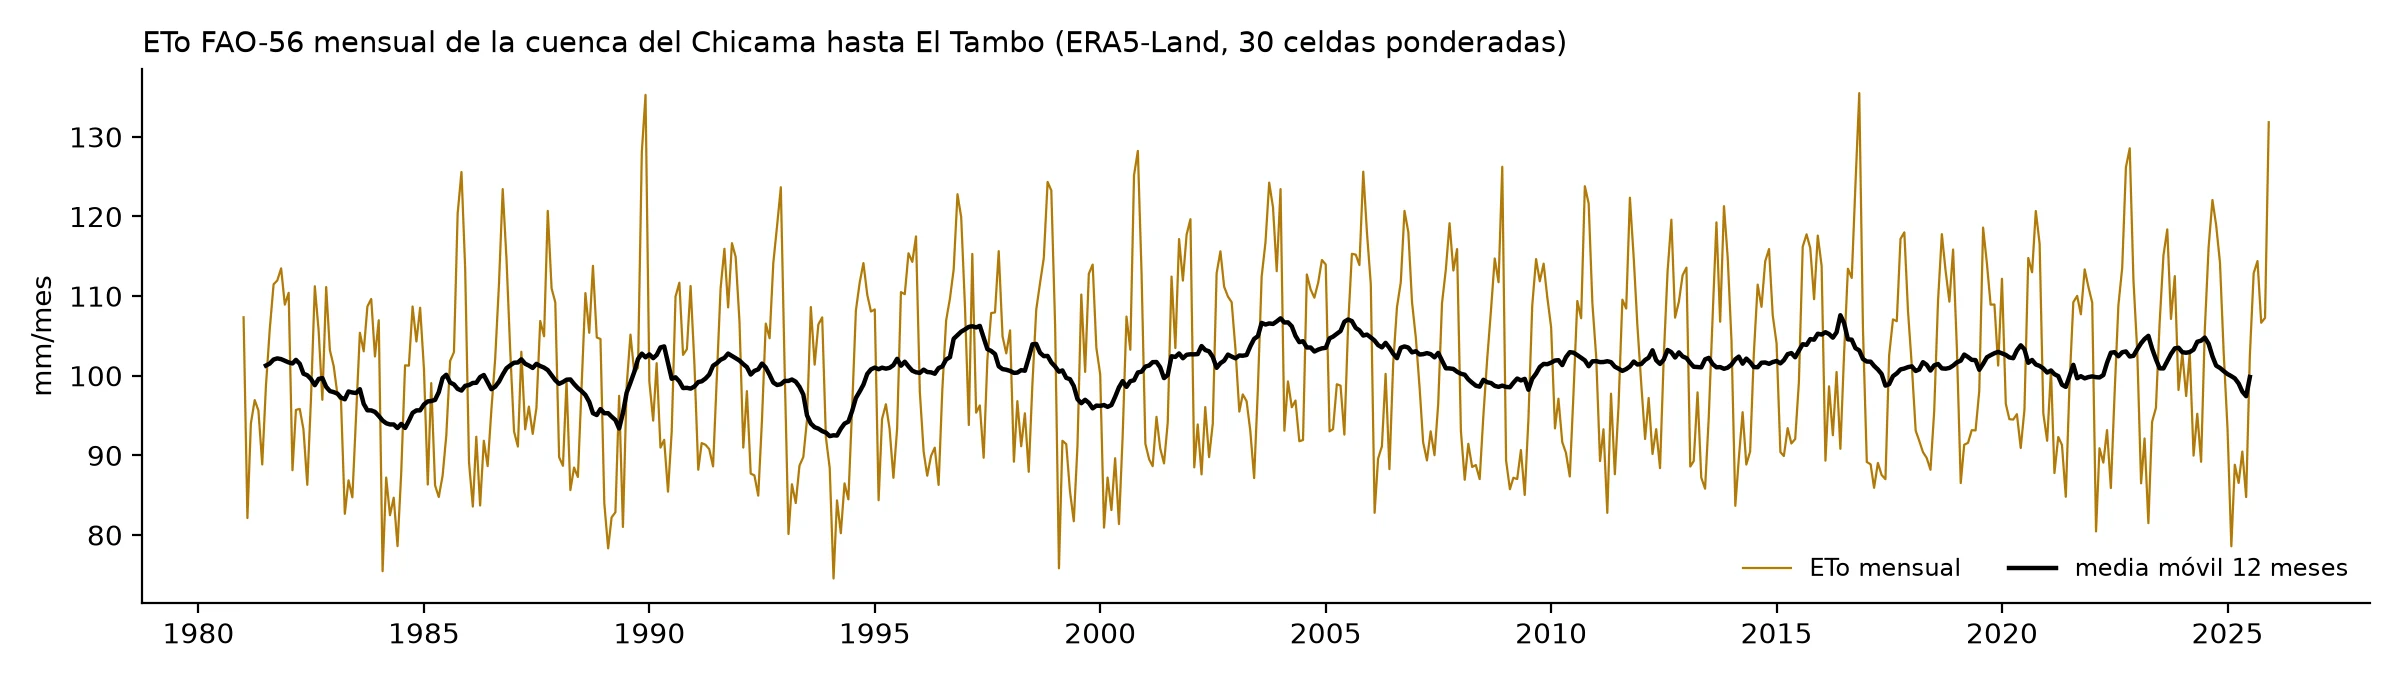 ETo FAO-56 mensual de la cuenca del Chicama hasta El Tambo (ERA5-Land, 30 celdas ponderadas)
mm/mes
130
120
110
100
90
80
ETo mensual
media móvil 12 meses
1980 1985 1990 1995 2000 2005 2010 2015 2020 2025